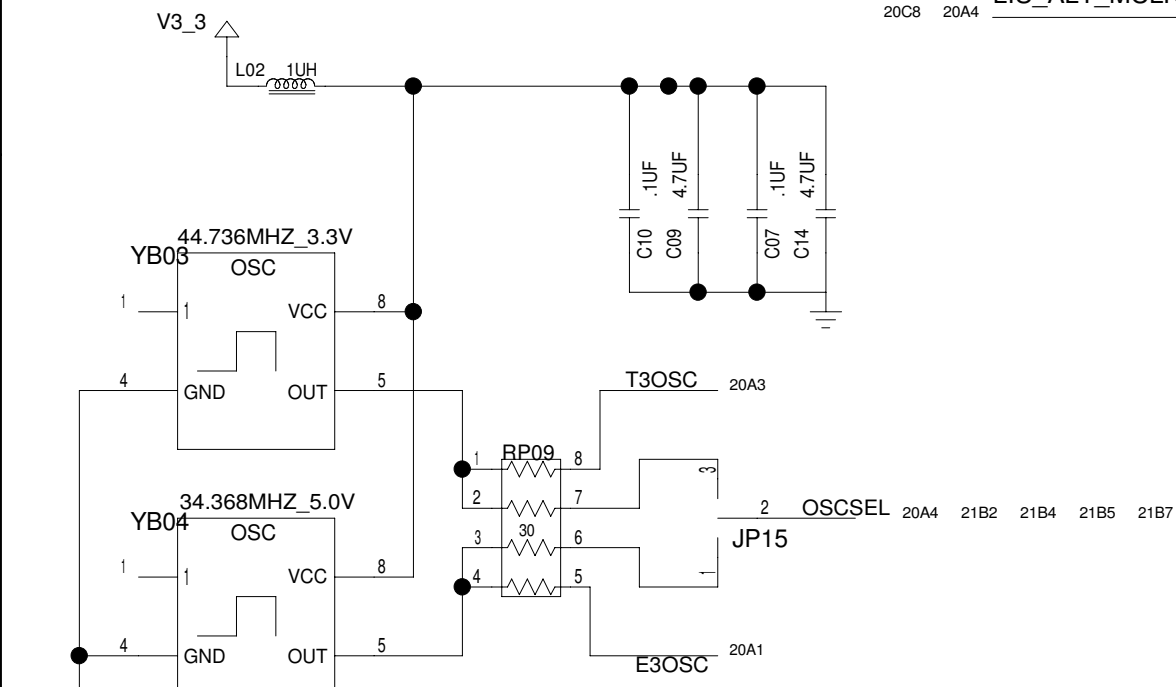 20C8 20A4
V3_3
L02 1UH
.1UF
4.7UF
.1UF
4.7UF
C10
C09
C07
C14
44.736MHZ_3.3V
YB03
OSC
1 1
VCC 8
4 GND
OUT 5
T3OSC 20A3
RP09
1 8
2 7
3 30 6
4 5
3
2 OSCSEL 20A4 21B2 21B4 21B5 21B7
JP15
1
34.368MHZ_5.0V
YB04
OSC
1 1
VCC 8
4 GND
OUT 5
E3OSC 20A1